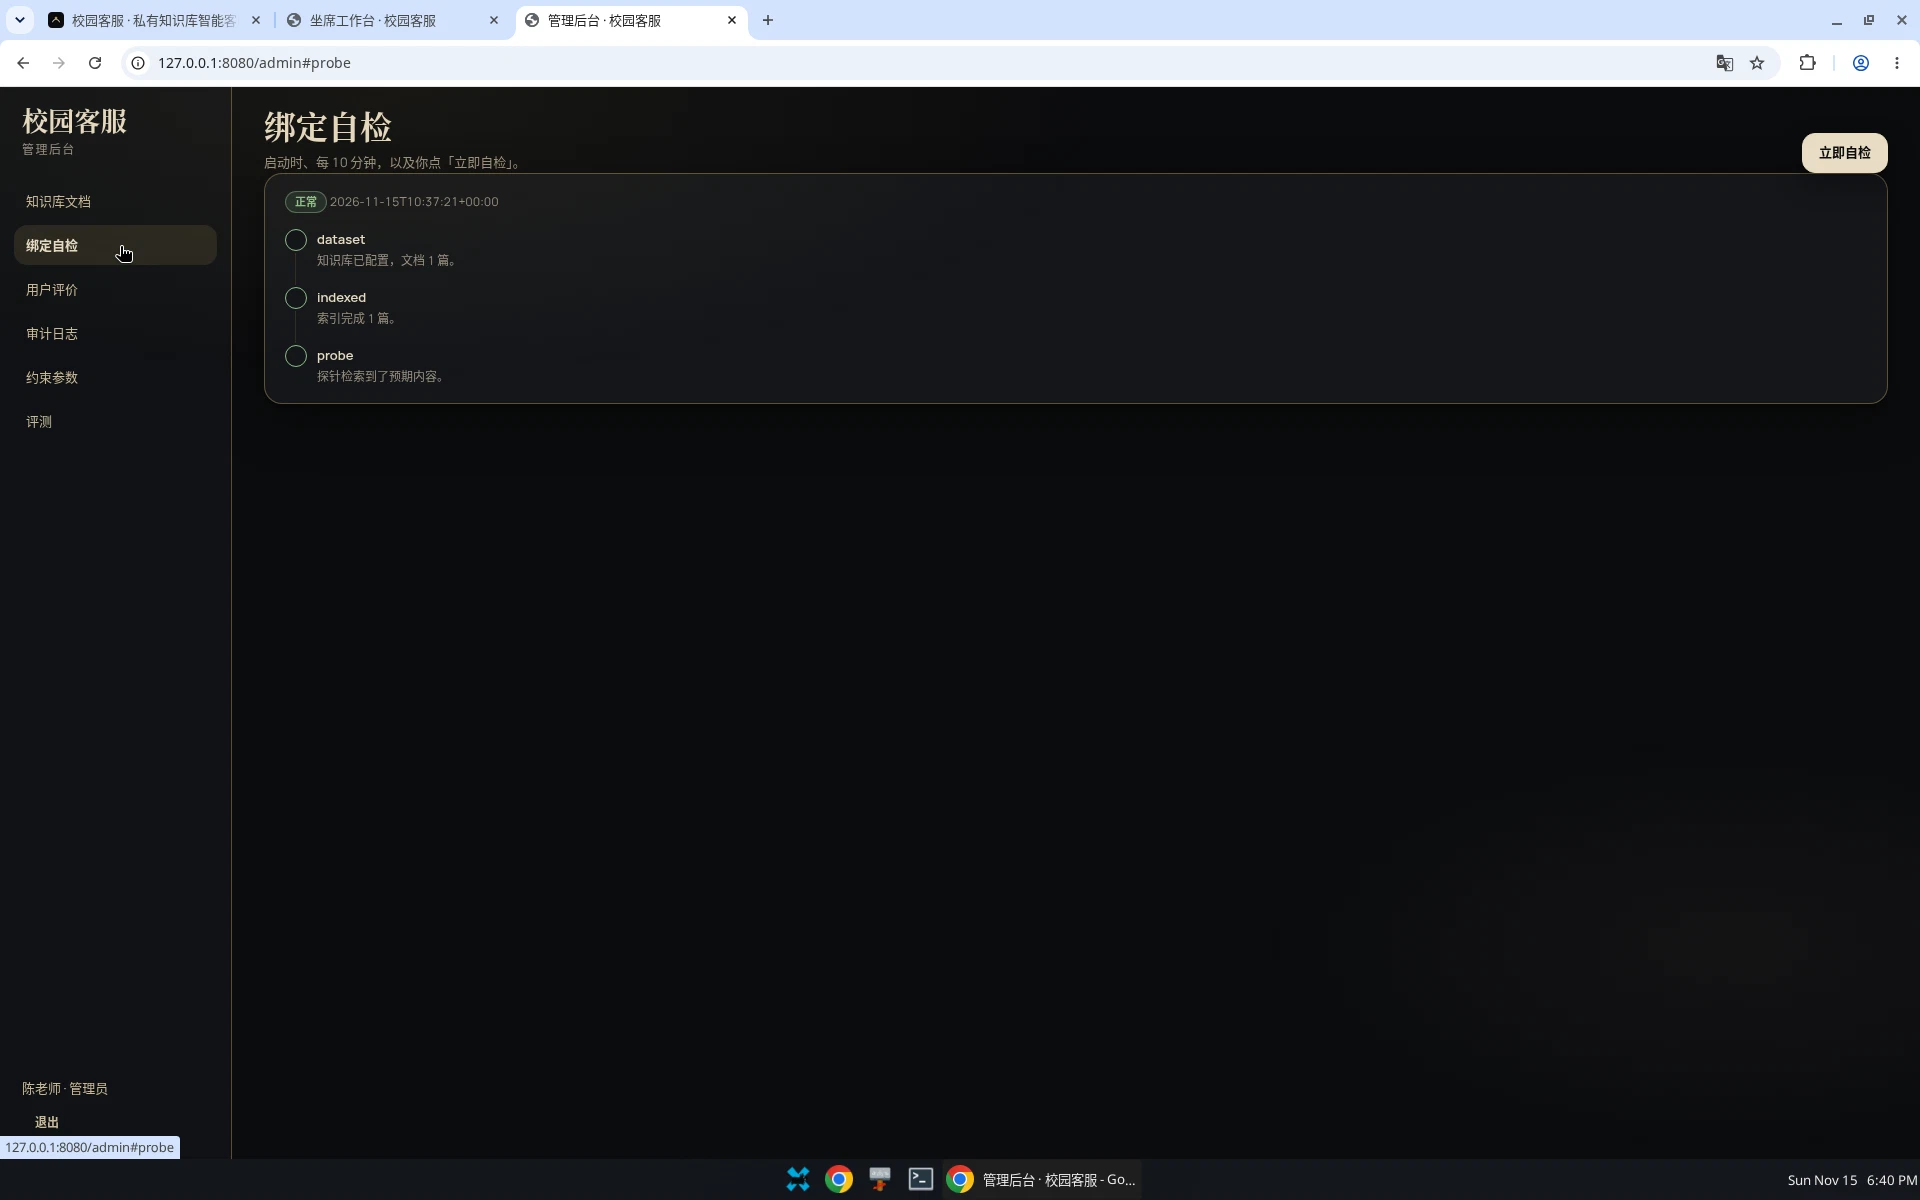 校园客服 · 私有知识库智能客
坐席工作台 · 校园客服
管理后台 · 校园客服
127.0.0.1:8080/admin#probe
校园客服
管理后台
知识库文档
绑定自检
用户评价
审计日志
约束参数
评测
陈老师 · 管理员
退出
127.0.0.1:8080/admin#probe
绑定自检
启动时、每 10 分钟，以及你点「立即自检」。
立即自检
正常 2026-11-15T10:37:21+00:00
dataset
知识库已配置，文档 1 篇。
indexed
索引完成 1 篇。
probe
探针检索到了预期内容。
管理后台 · 校园客服 - Go...
Sun Nov 15 6:40 PM